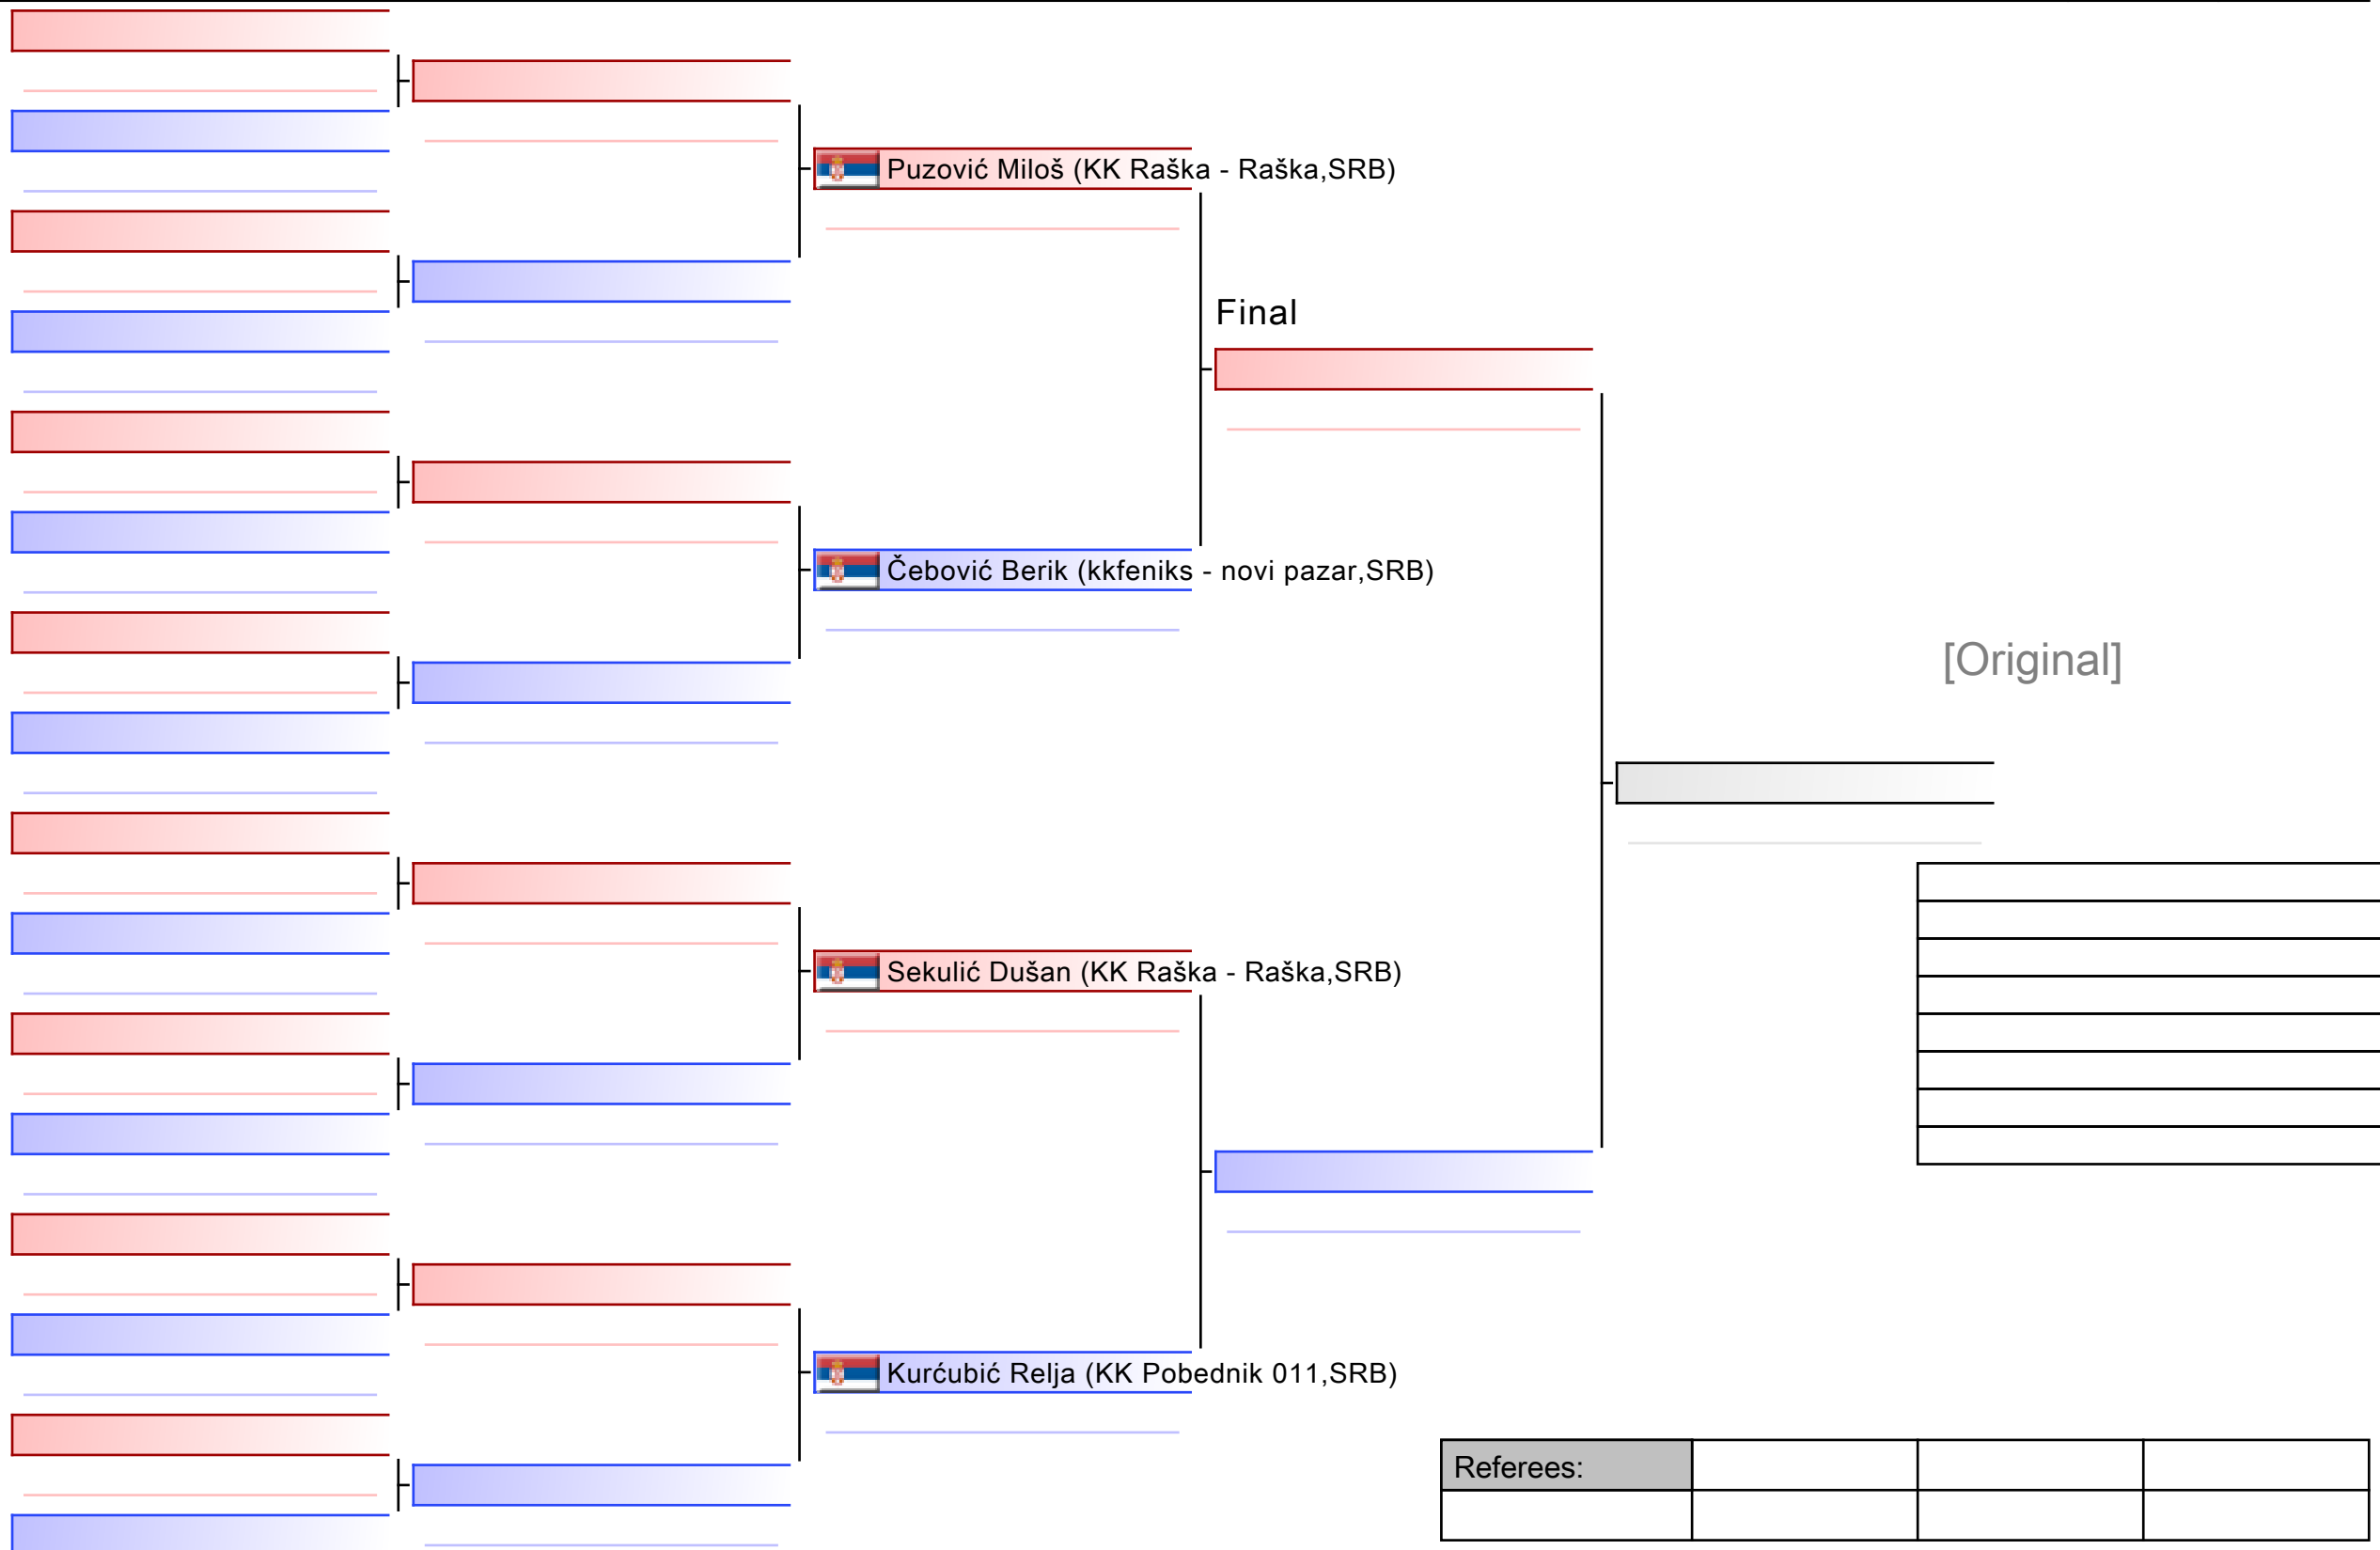 Puzović Miloš (KK Raška - Raška,SRB)
Final
Čebović Berik (kkfeniks - novi pazar,SRB)
[Original]
Sekulić Dušan (KK Raška - Raška,SRB)
Kurćubić Relja (KK Pobednik 011,SRB)
Referees: